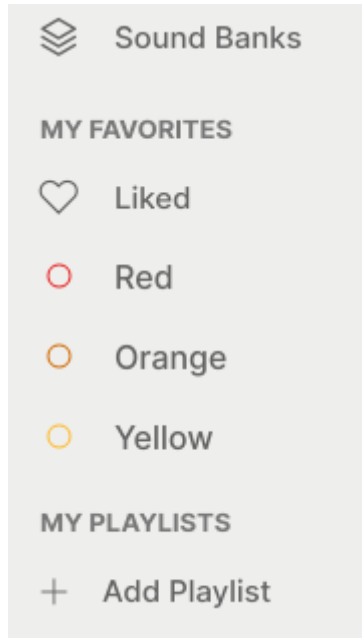 Sound Banks
MY FAVORITES
Liked
Red
Orange
Yellow
MY PLAYLISTS
Add Playlist